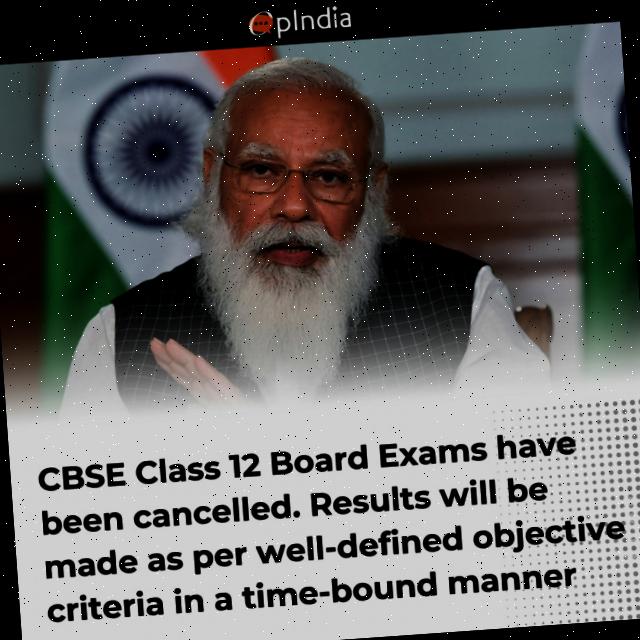 OpIndia
CBSE Class 12 Board Exams have
been cancelled. Results will be
made as per well-defined objective
criteria in a time-bound manner